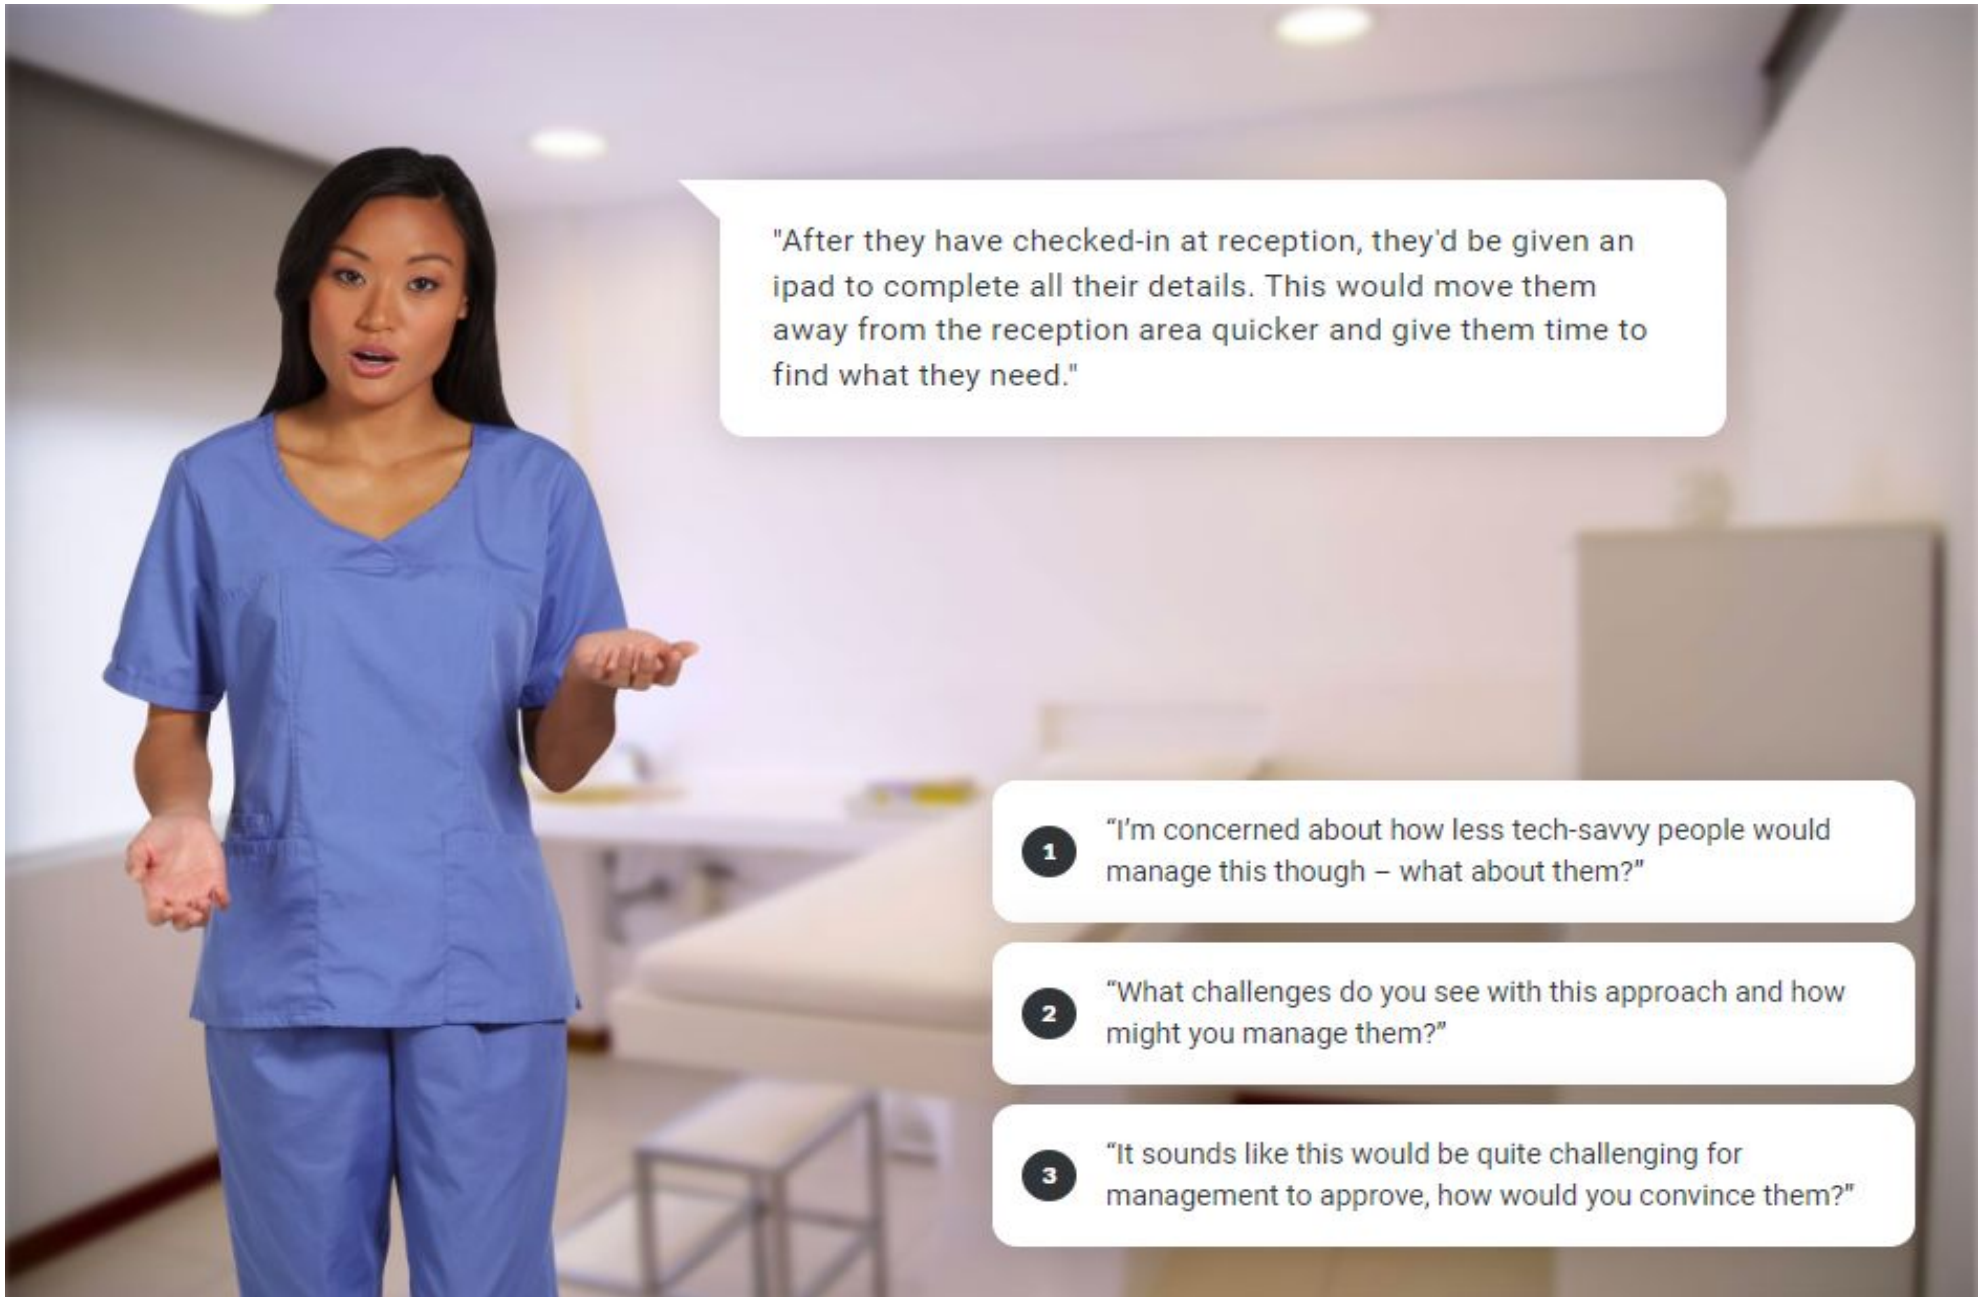 "After they have checked-in at reception, they'd be given an
ipad to complete all their details. This would move them
away from the reception area quicker and give them time to
find what they need."
1
“I’m concerned about how less tech-savvy people would
manage this though – what about them?”
2
“What challenges do you see with this approach and how
might you manage them?”
3
“It sounds like this would be quite challenging for
management to approve, how would you convince them?”